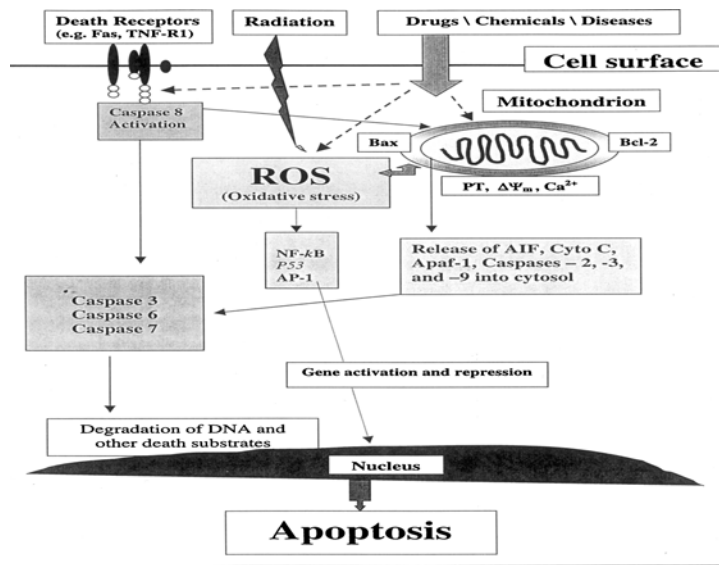 Death Receptors
(e.g. Fas, TNF-R1)
Radiation
Drugs \ Chemicals \ Diseases
Cell surface
Caspase 8
Activation
Mitochondrion
Bax
Bcl-2
ROS
(Oxidative stress)
PT, ΔΨm, Ca²⁺
NF-kB
P53
AP-1
Release of AIF, Cyto C,
Apaf-1, Caspases – 2, -3,
and –9 into cytosol
Caspase 3
Caspase 6
Caspase 7
Gene activation and repression
Degradation of DNA and
other death substrates
Nucleus
Apoptosis